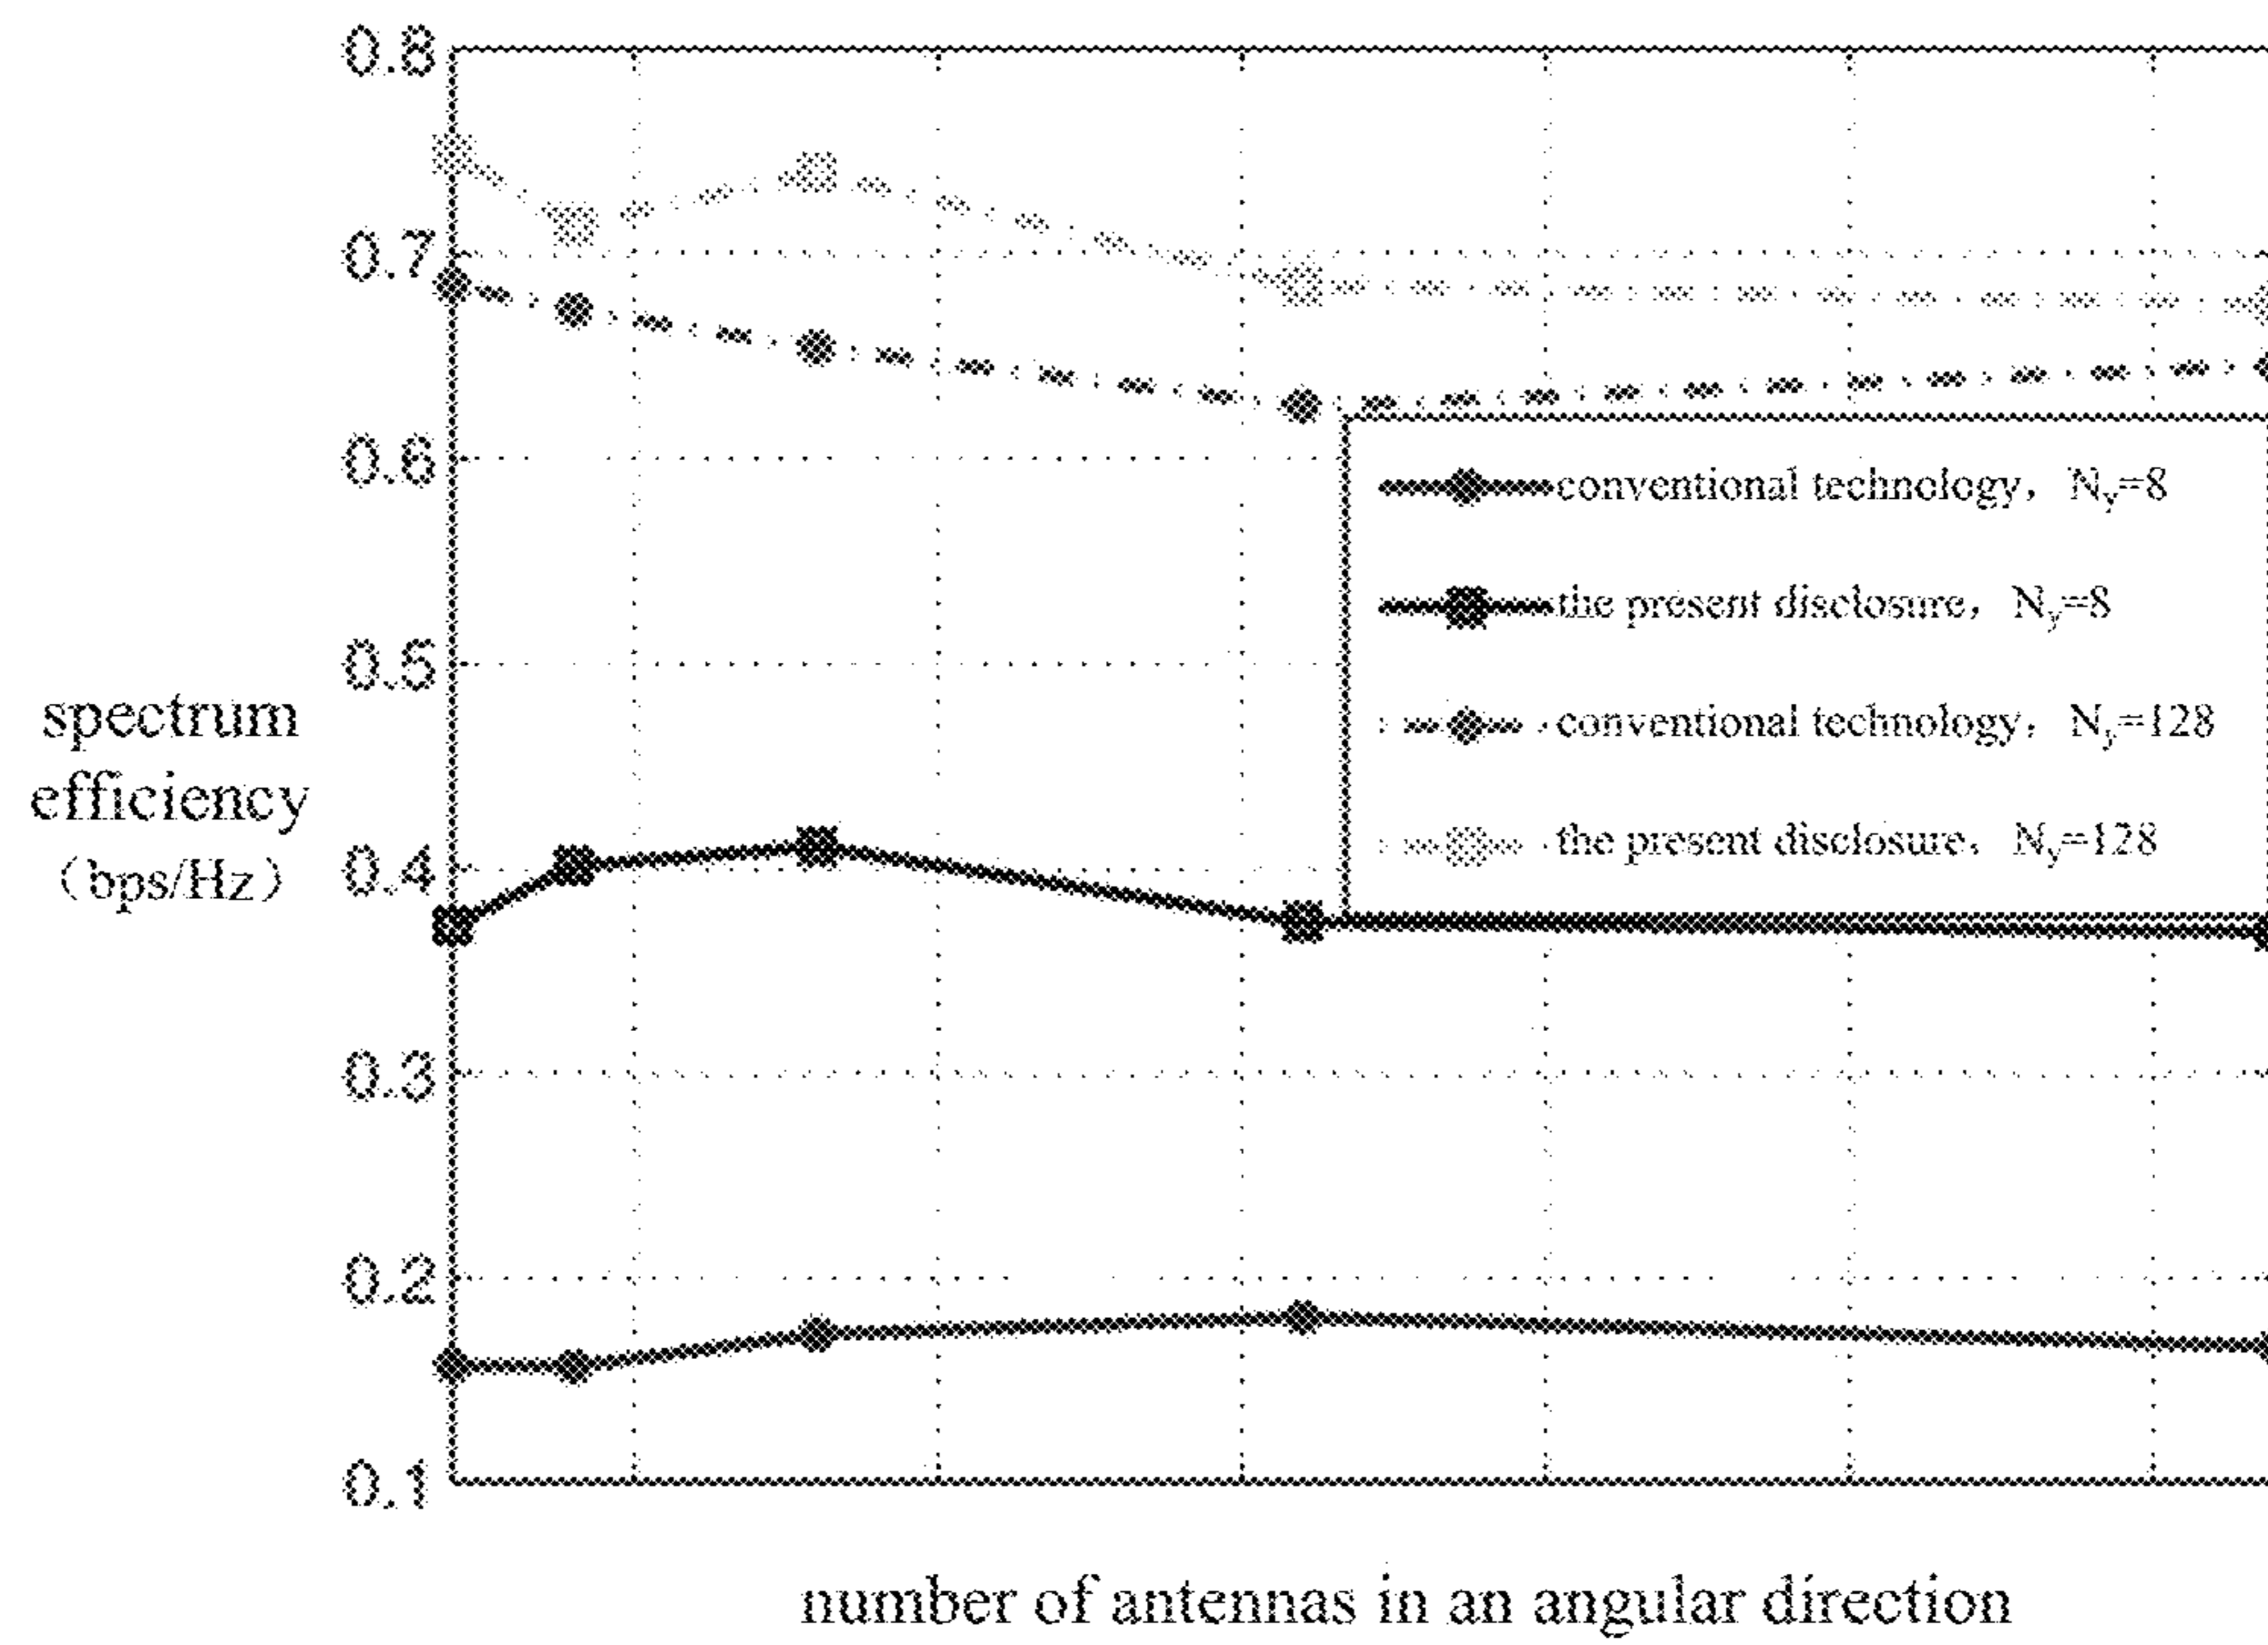 0.8
0.7
0.6
0.5
0.4
0.3
0.2
0.1
spectrum
efficiency
（bps/Hz）
conventional technology，Ny=8
the present disclosure，Ny=8
conventional technology，Ny=128
the present disclosure，Ny=128
number of antennas in an angular direction